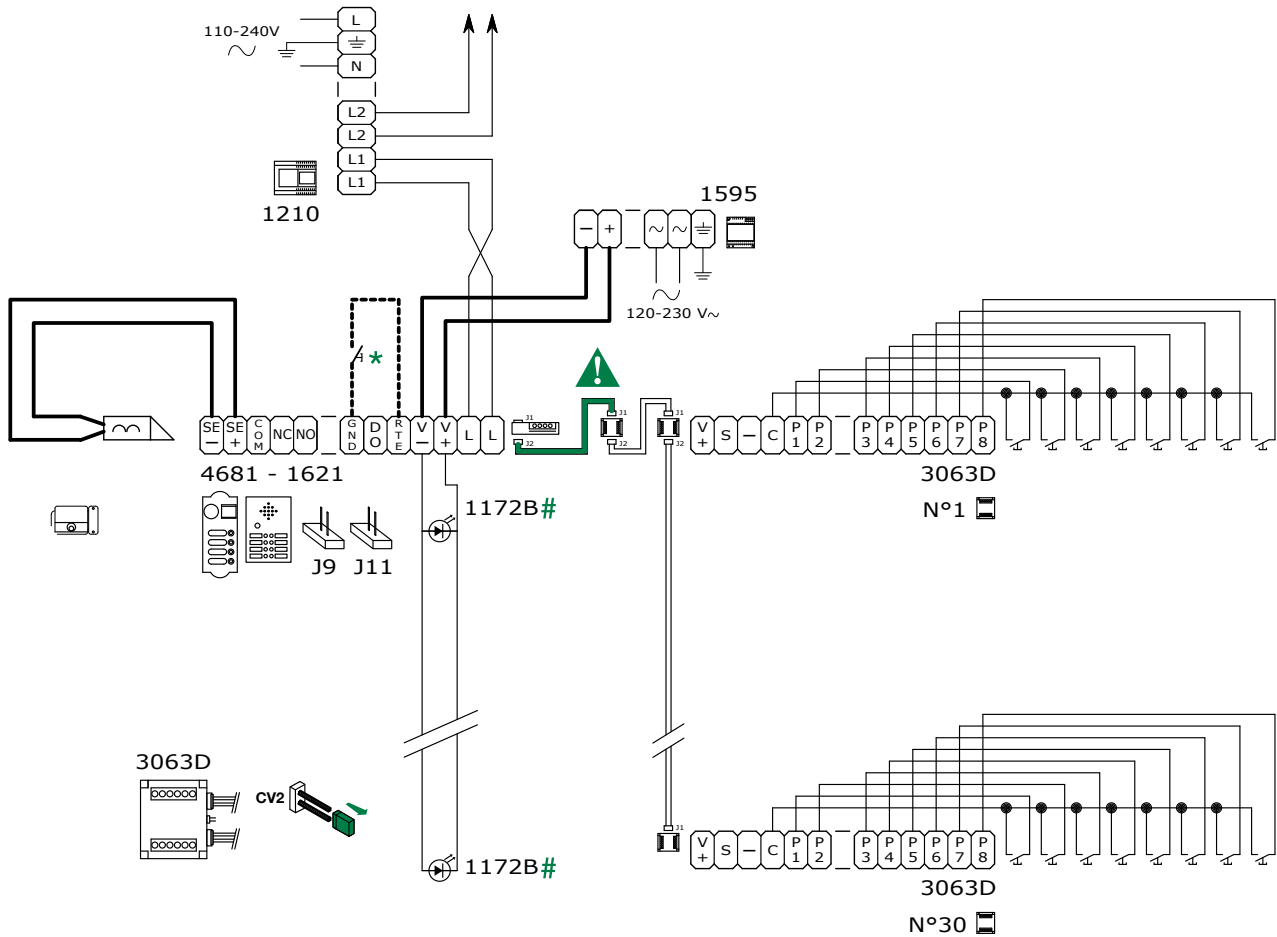 110-240V
L
N
L2
L2
L1
L1
1210
1595
− +
120-230 V~
*
J1
J2
J1
J2
J1
J2
SE − SE + COM NC NO GND DO RTE V − V + L L
V + S − C P1 P2 P3 P4 P5 P6 P7 P8
4681 - 1621
3063D
N°1
1172B#
J9 J11
3063D
CV2
1172B#
J1
V + S − C P1 P2 P3 P4 P5 P6 P7 P8
3063D
N°30